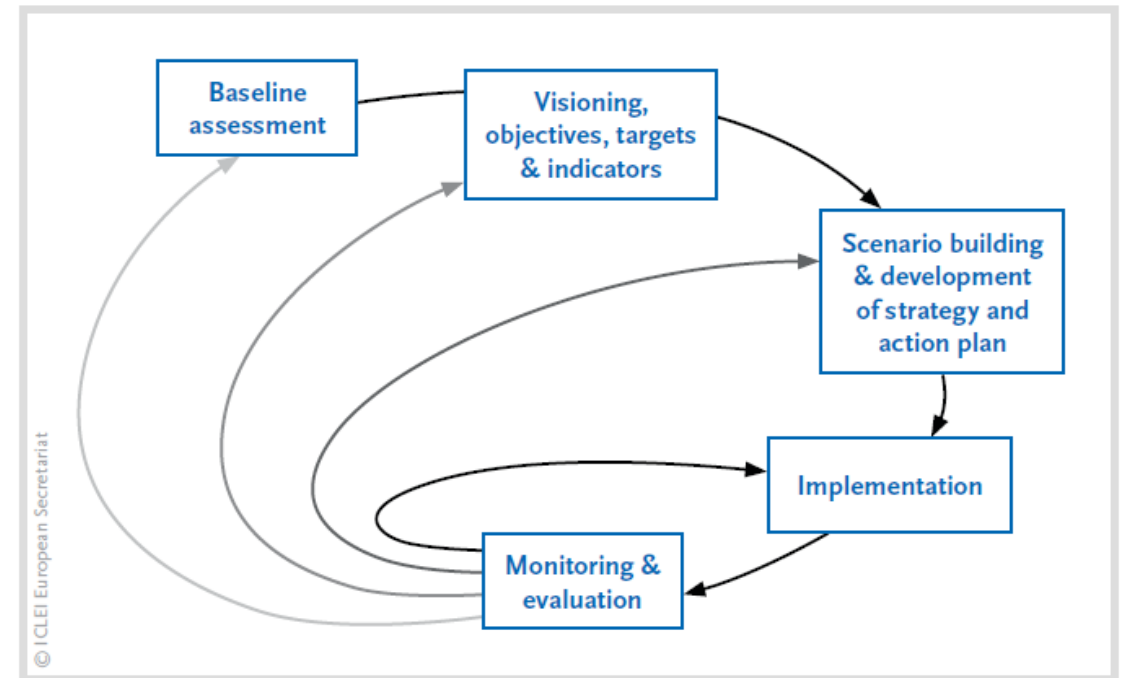 Baseline
assessment
Visioning,
objectives, targets
& indicators
Scenario building
& development
of strategy and
action plan
Implementation
Monitoring &
evaluation
© ICLEI European Secretariat